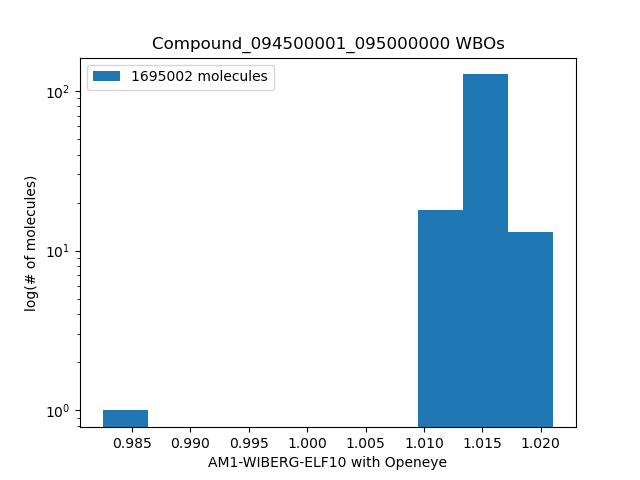 Compound_094500001_095000000 WBOs
1695002 molecules
log(# of molecules)
10²
10¹
10⁰
0.985 0.990 0.995 1.000 1.005 1.010 1.015 1.020
AM1-WIBERG-ELF10 with Openeye